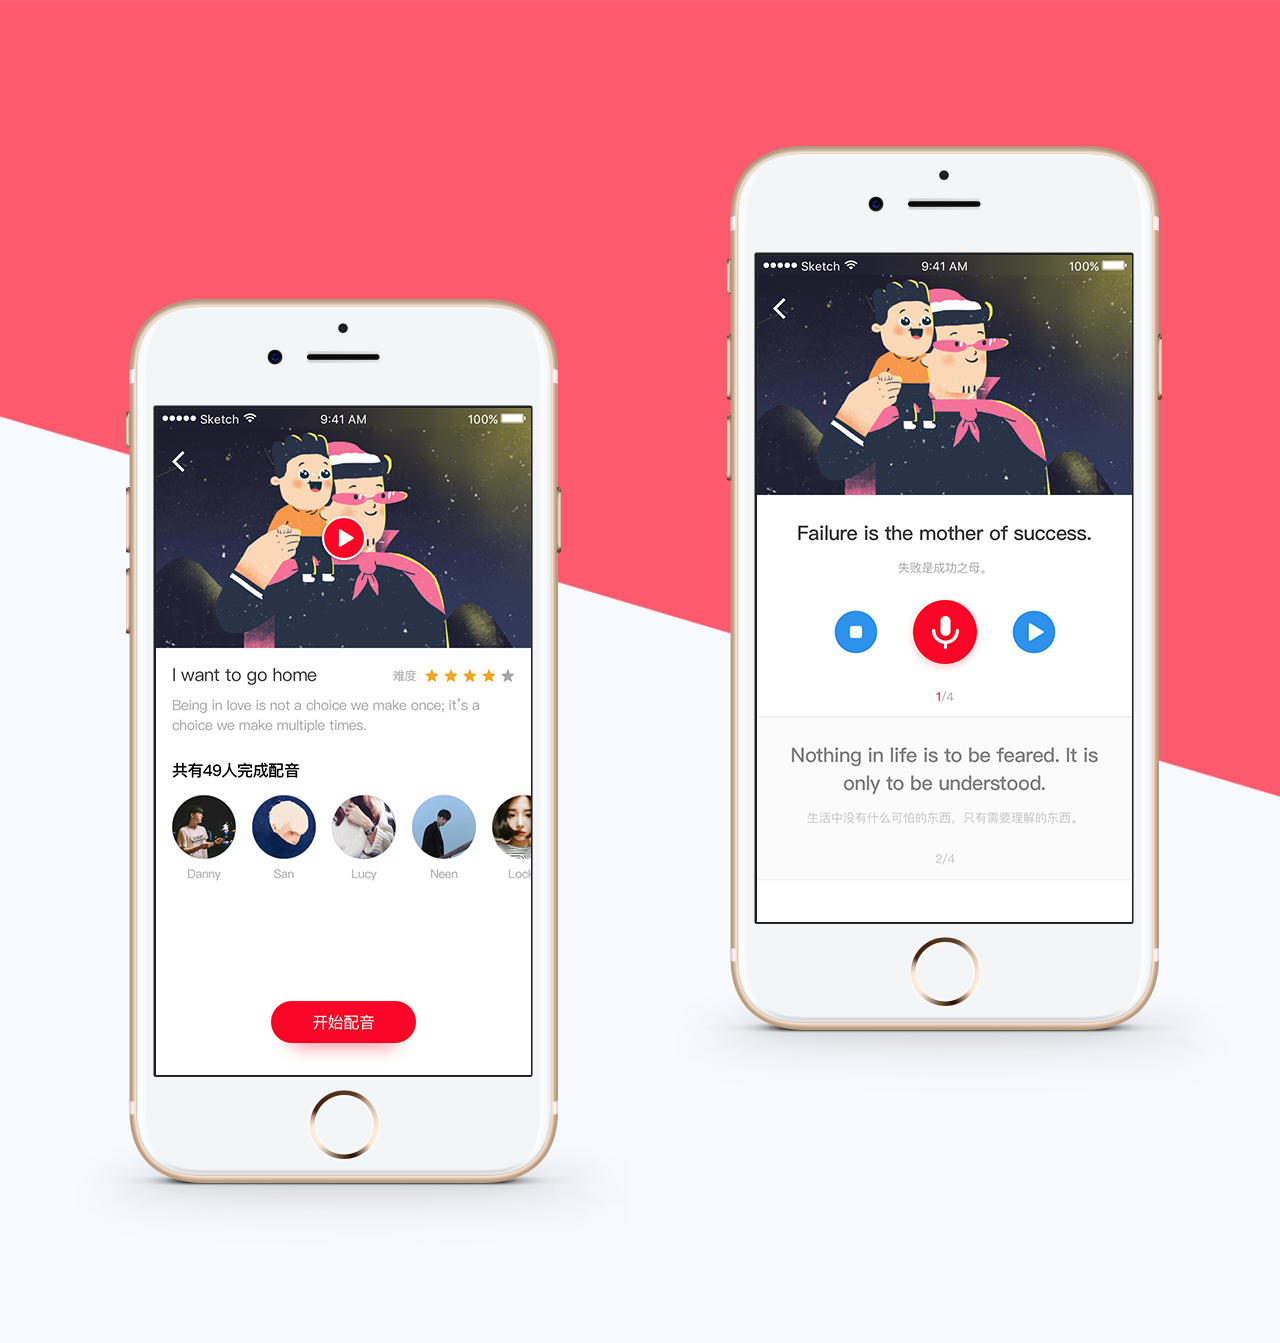 Sketch 9:41 AM 100%
I want to go home 难度
Being in love is not a choice we make once; it's a
choice we make multiple times.
共有49人完成配音
Danny San Lucy Neen Lock
开始配音
Sketch 9:41 AM 100%
Failure is the mother of success.
失败是成功之母。
1/4
Nothing in life is to be feared. It is
only to be understood.
生活中没有什么可怕的东西，只有需要理解的东西。
2/4